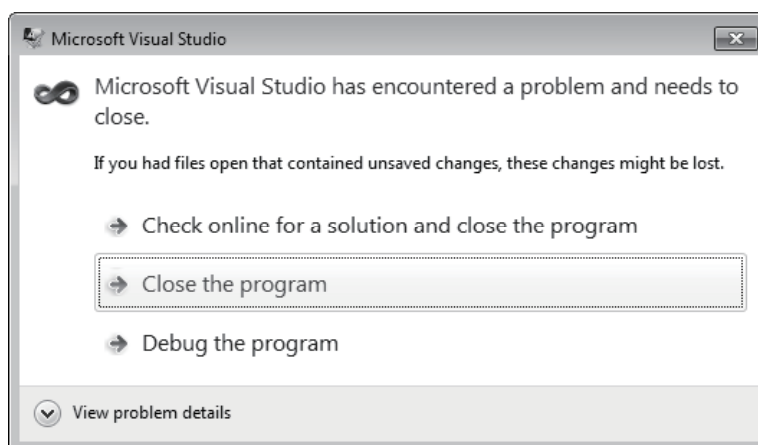 Microsoft Visual Studio
Microsoft Visual Studio has encountered a problem and needs to
close.
If you had files open that contained unsaved changes, these changes might be lost.
Check online for a solution and close the program
Close the program
Debug the program
View problem details